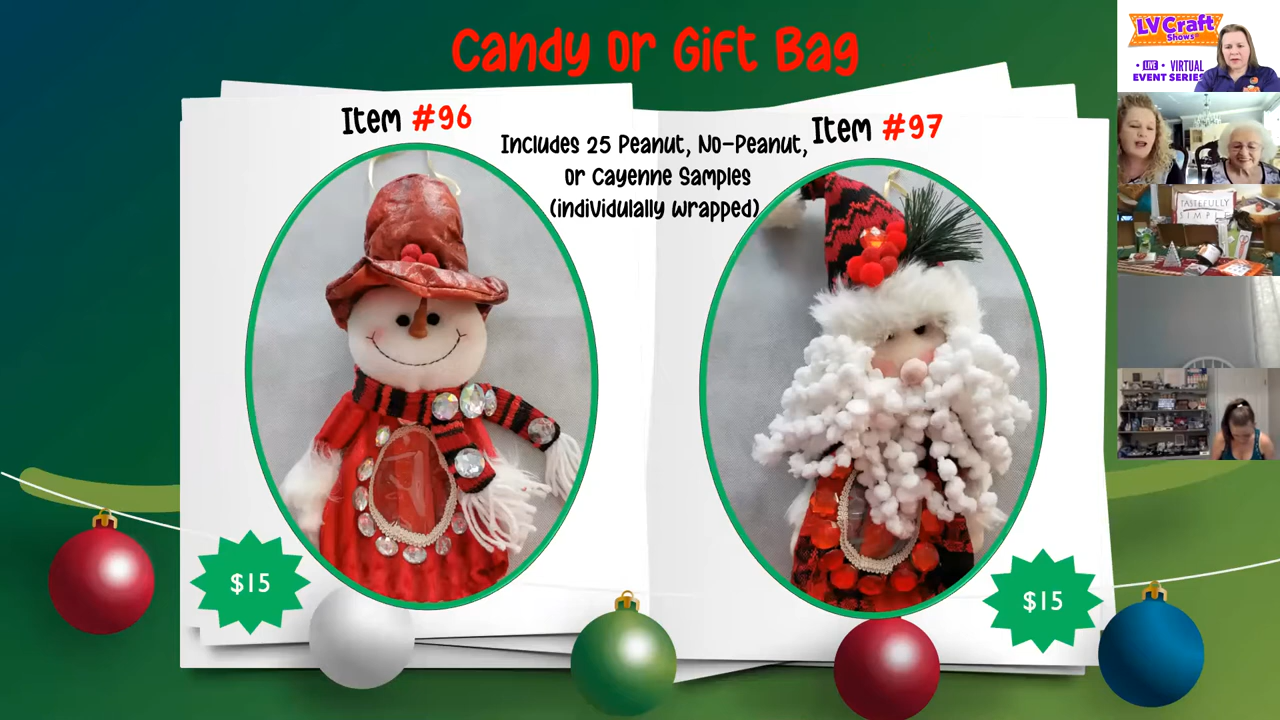 Candy Or Gift Bag
Item #96
Includes 25 Peanut, No-Peanut,
Or Cayenne Samples
(individulally wrapped)
Item #97
$15
$15
LV Craft
Shows
• LIVE • VIRTUAL
EVENT SERIES
TASTEFULLY
SIMPLE